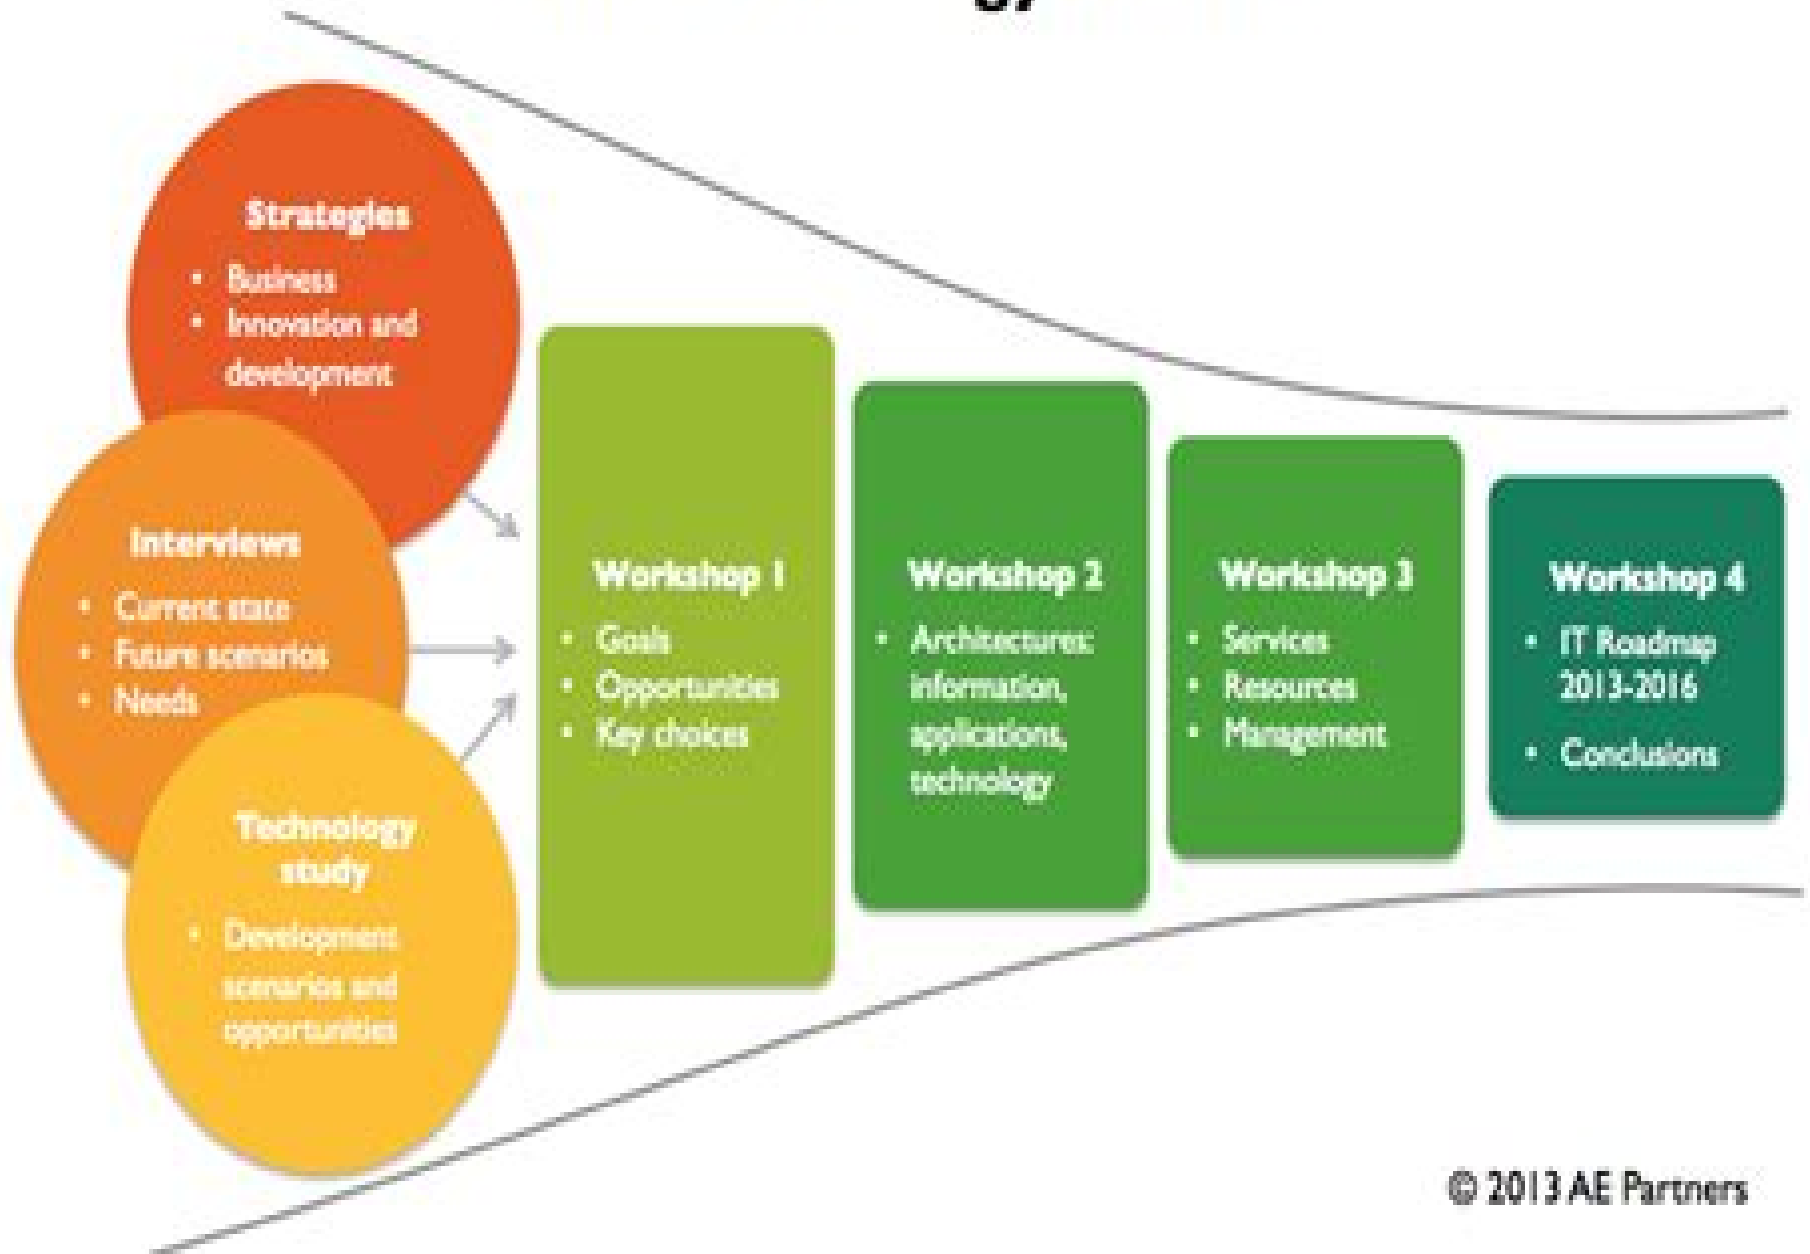 Strategies
• Business
• Innovation and
development
Interviews
• Current state
• Future scenarios
• Needs
Technology
study
• Development
scenarios and
opportunities
Workshop 1
• Goals
• Opportunities
• Key choices
Workshop 2
• Architectures:
information,
applications,
technology
Workshop 3
• Services
• Resources
• Management
Workshop 4
• IT Roadmap
2013-2016
• Conclusions
© 2013 AE Partners